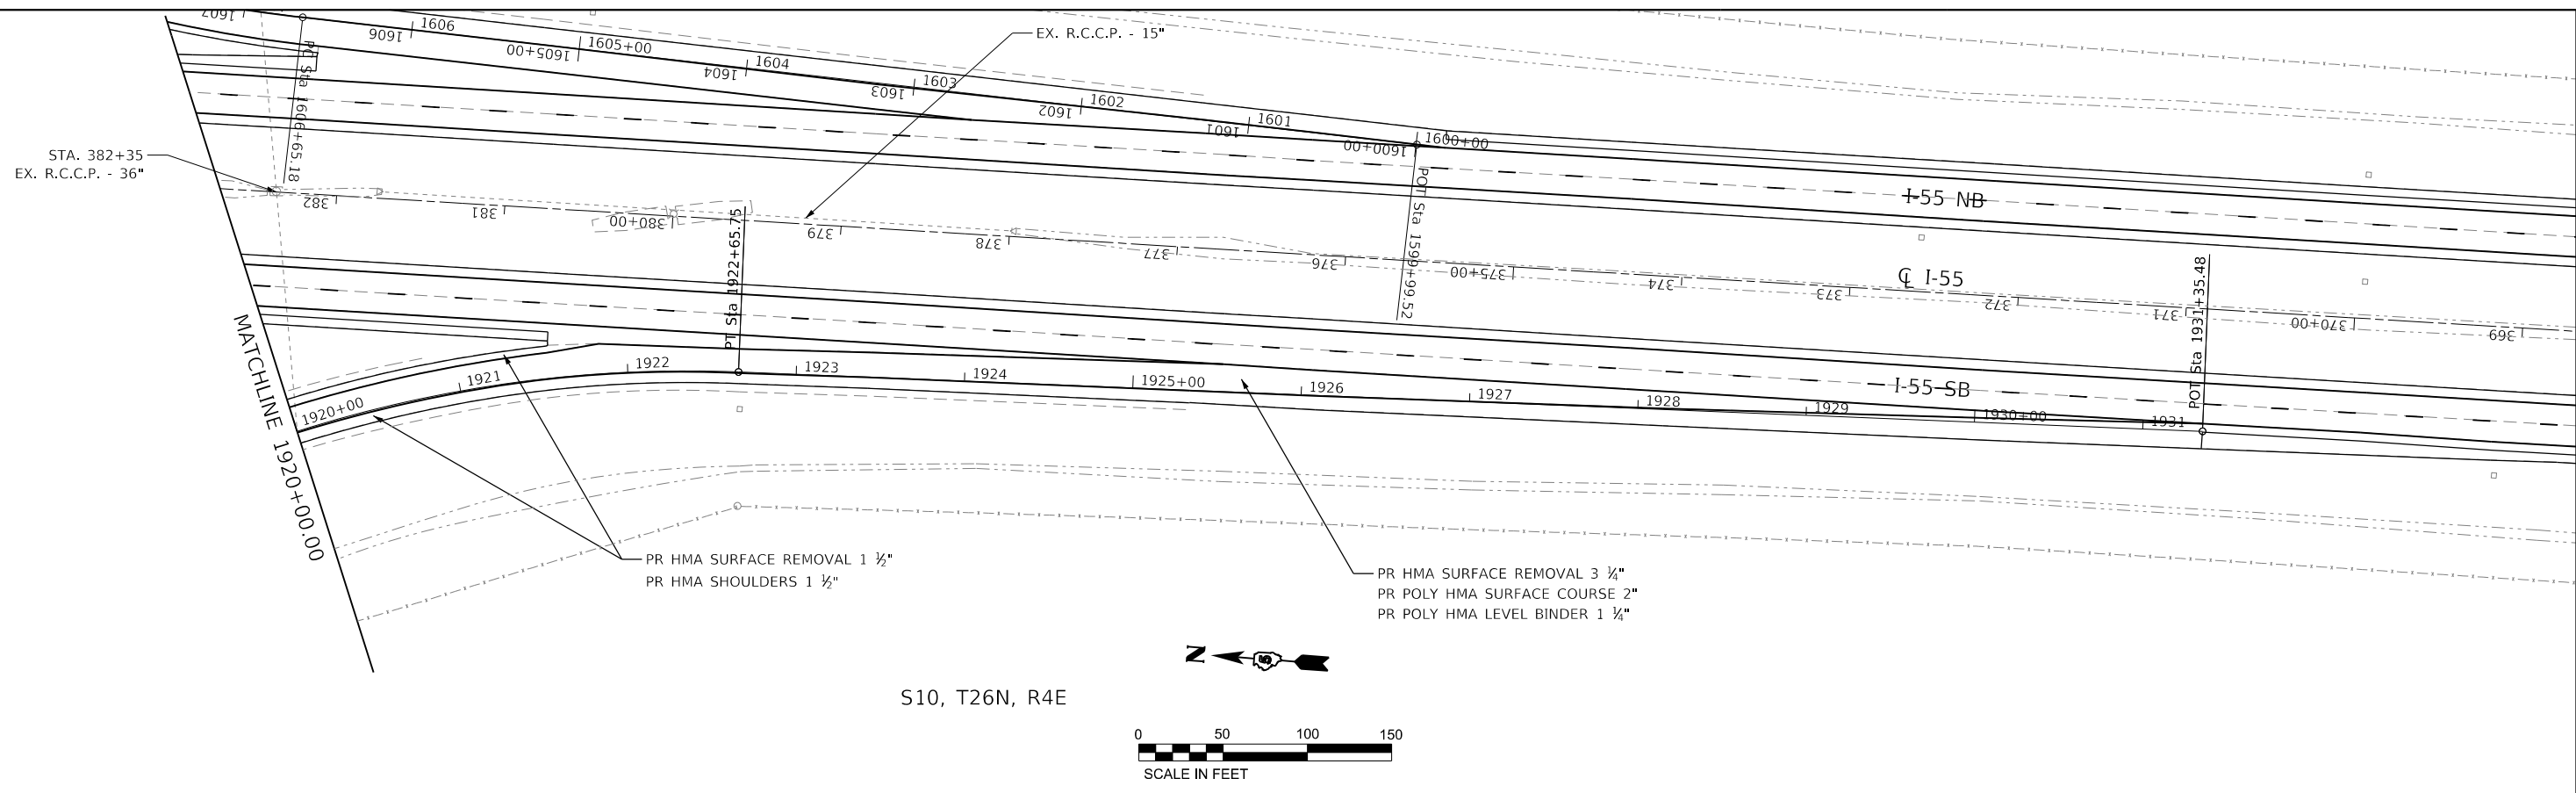 1607
1606
1606
1605+00
1605+00
1604
1604
1603
1603
1602
1602
1601
1601
1600+00
1600+00
EX. R.C.C.P. - 15"
PC Sta 1606+65.18
STA. 382+35
EX. R.C.C.P. - 36"
382
381
380+00
379
378
377
376
375+00
374
373
372
371
370+00
369
PT Sta 1922+65.75
POT Sta 1599+99.52
POT Sta 1931+35.48
I-55 NB
℄ I-55
I-55 SB
MATCHLINE 1920+00.00
1920+00
1921
1922
1923
1924
1925+00
1926
1927
1928
1929
1930+00
1931
PR HMA SURFACE REMOVAL 1 ½"
PR HMA SHOULDERS 1 ½"
PR HMA SURFACE REMOVAL 3 ¼"
PR POLY HMA SURFACE COURSE 2"
PR POLY HMA LEVEL BINDER 1 ¼"
N
5
S10, T26N, R4E
0 50 100 150
SCALE IN FEET